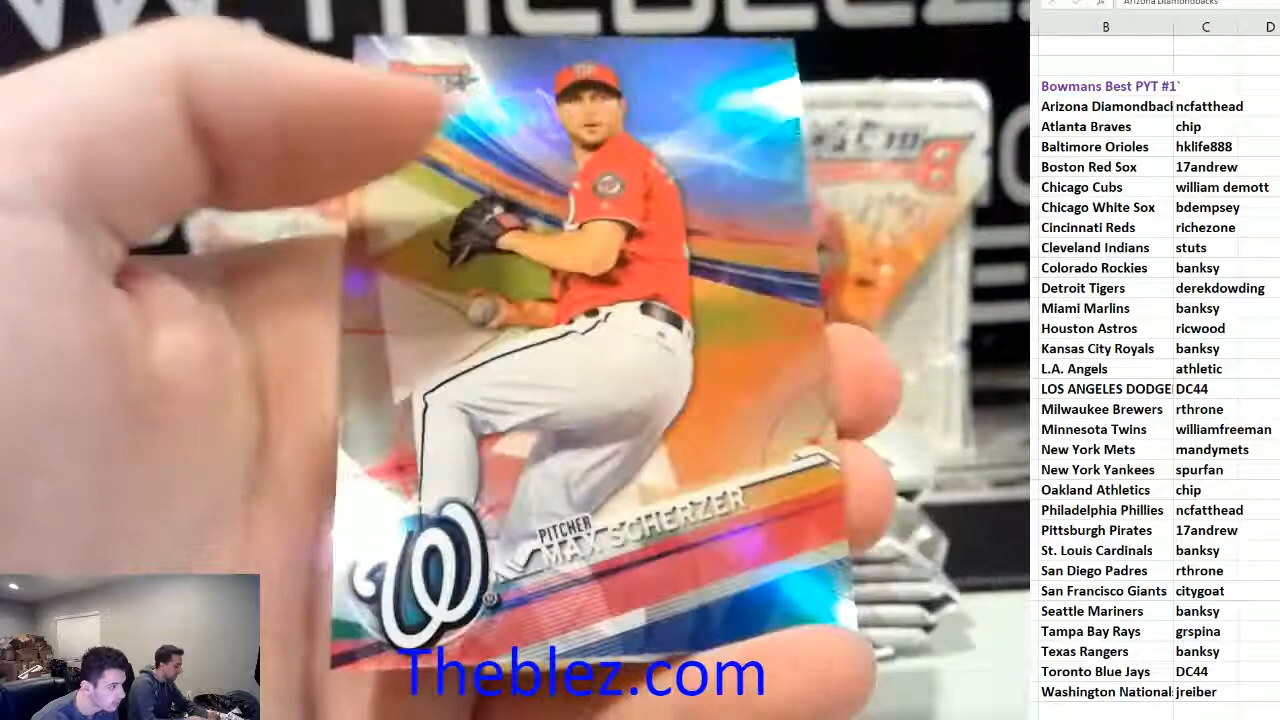 Arizona Diamondbacks
B C D
Bowmans Best PYT #1`
Arizona Diamondbacl ncfatthead
Atlanta Braves chip
Baltimore Orioles hklife888
Boston Red Sox 17andrew
Chicago Cubs william demott
Chicago White Sox bdempsey
Cincinnati Reds richezone
Cleveland Indians stuts
Colorado Rockies banksy
Detroit Tigers derekdowding
Miami Marlins banksy
Houston Astros ricwood
Kansas City Royals banksy
L.A. Angels athletic
LOS ANGELES DODGE DC44
Milwaukee Brewers rthrone
Minnesota Twins williamfreeman
New York Mets mandymets
New York Yankees spurfan
Oakland Athletics chip
Philadelphia Phillies ncfatthead
Pittsburgh Pirates 17andrew
St. Louis Cardinals banksy
San Diego Padres rthrone
San Francisco Giants citygoat
Seattle Mariners banksy
Tampa Bay Rays grspina
Texas Rangers banksy
Toronto Blue Jays DC44
Washington Nationals jreiber
PITCHER
MAX SCHERZER
W®
Theblez.com